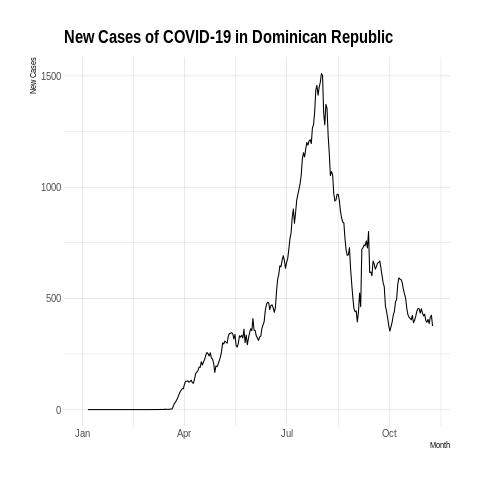 New Cases of COVID-19 in Dominican Republic
New Cases
1500
1000
500
0
Jan Apr Jul Oct
Month